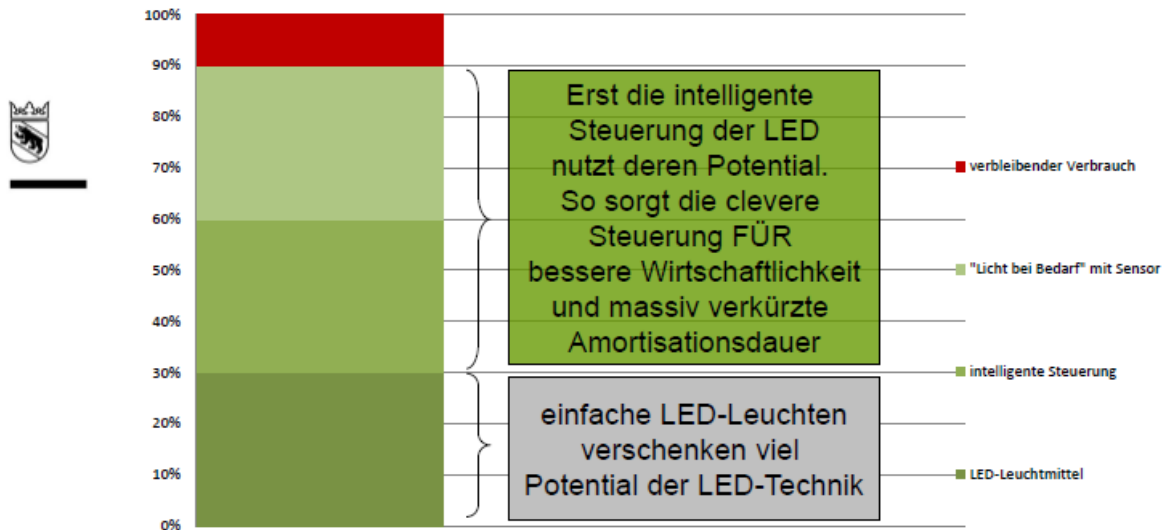 100%
90%
80%
70%
60%
50%
40%
30%
20%
10%
0%
Erst die intelligente
Steuerung der LED
nutzt deren Potential.
So sorgt die clevere
Steuerung FÜR
bessere Wirtschaftlichkeit
und massiv verkürzte
Amortisationsdauer
einfache LED-Leuchten
verschenken viel
Potential der LED-Technik
verbleibender Verbrauch
"Licht bei Bedarf" mit Sensor
intelligente Steuerung
LED-Leuchtmittel